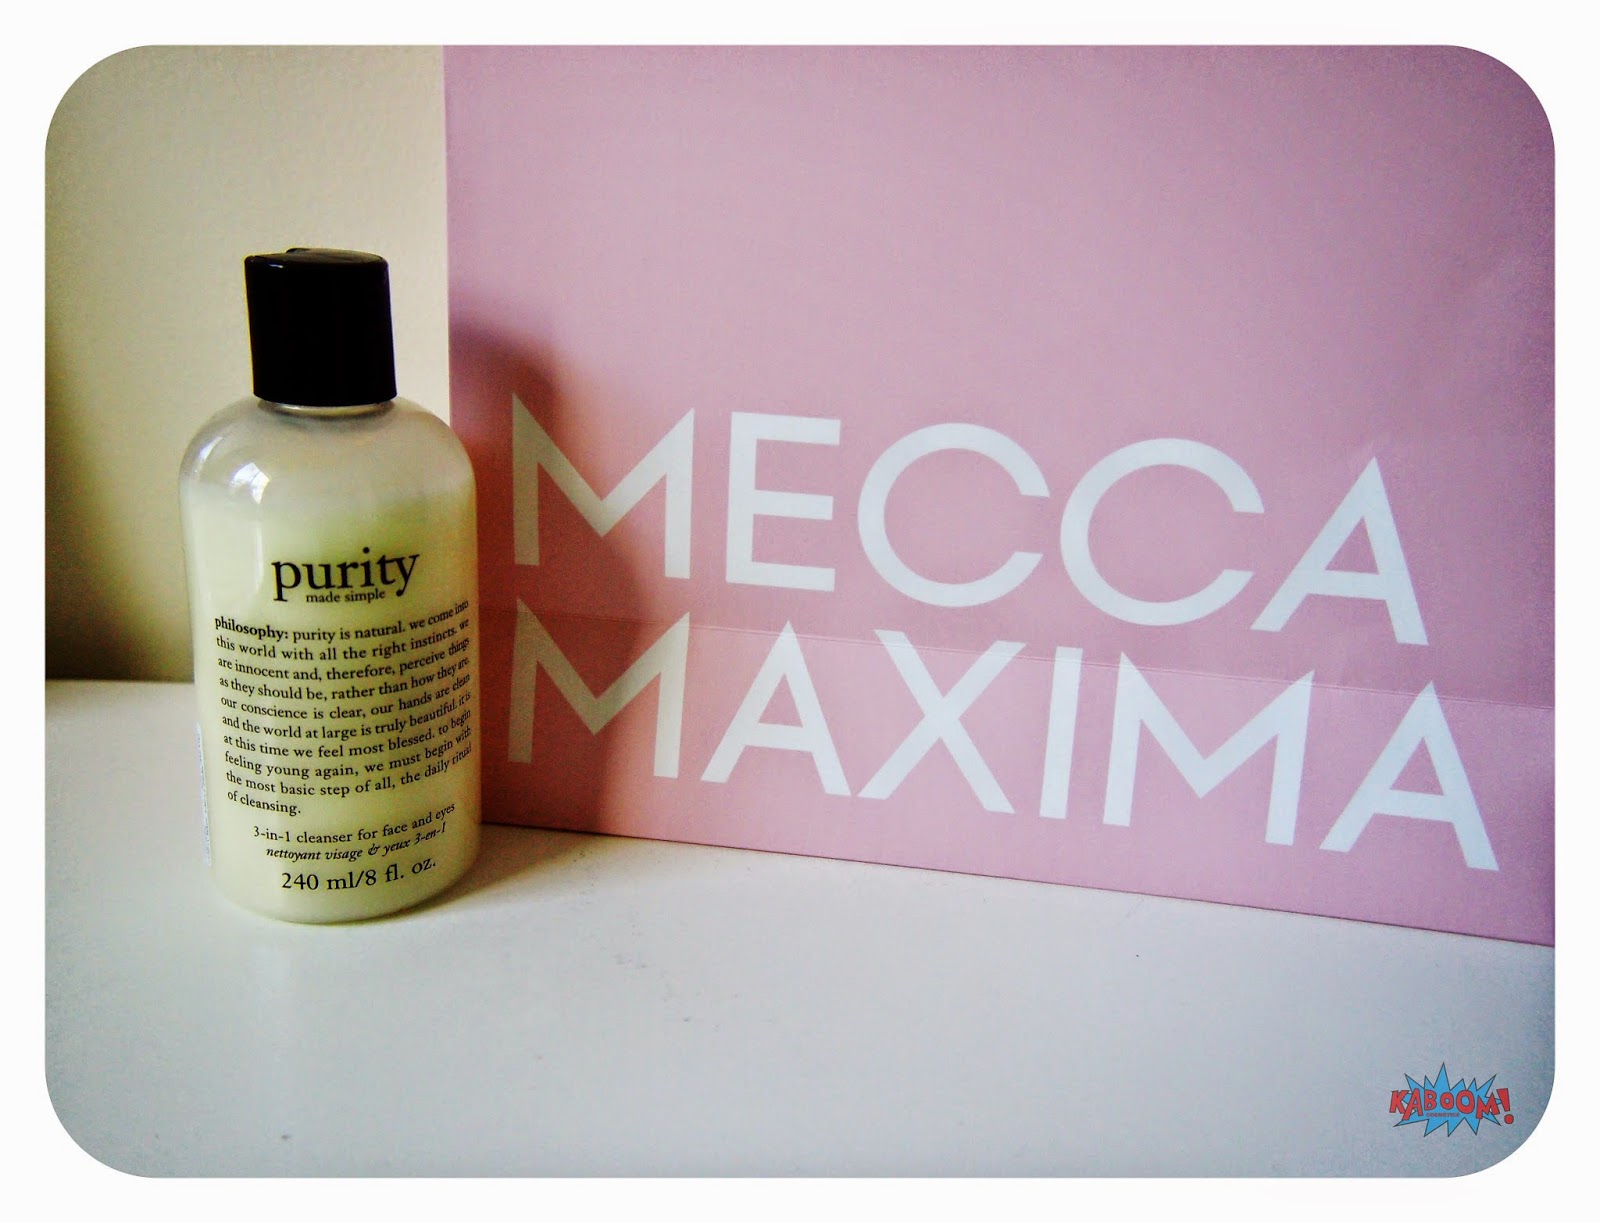 purity
made simple
philosophy: purity is natural. we come into
this world with all the right instincts. we
are innocent and, therefore, perceive things
as they should be, rather than how they are.
our conscience is clear, our hands are clean
and the world at large is truly beautiful. it is
at this time we feel most blessed. to begin
feeling young again, we must begin with
the most basic step of all, the daily ritual
of cleansing.
3-in-1 cleanser for face and eyes
nettoyant visage & yeux 3-en-1
240 ml/8 fl. oz.
MECCA
MAXIMA
KABOOM!
COSMETICS